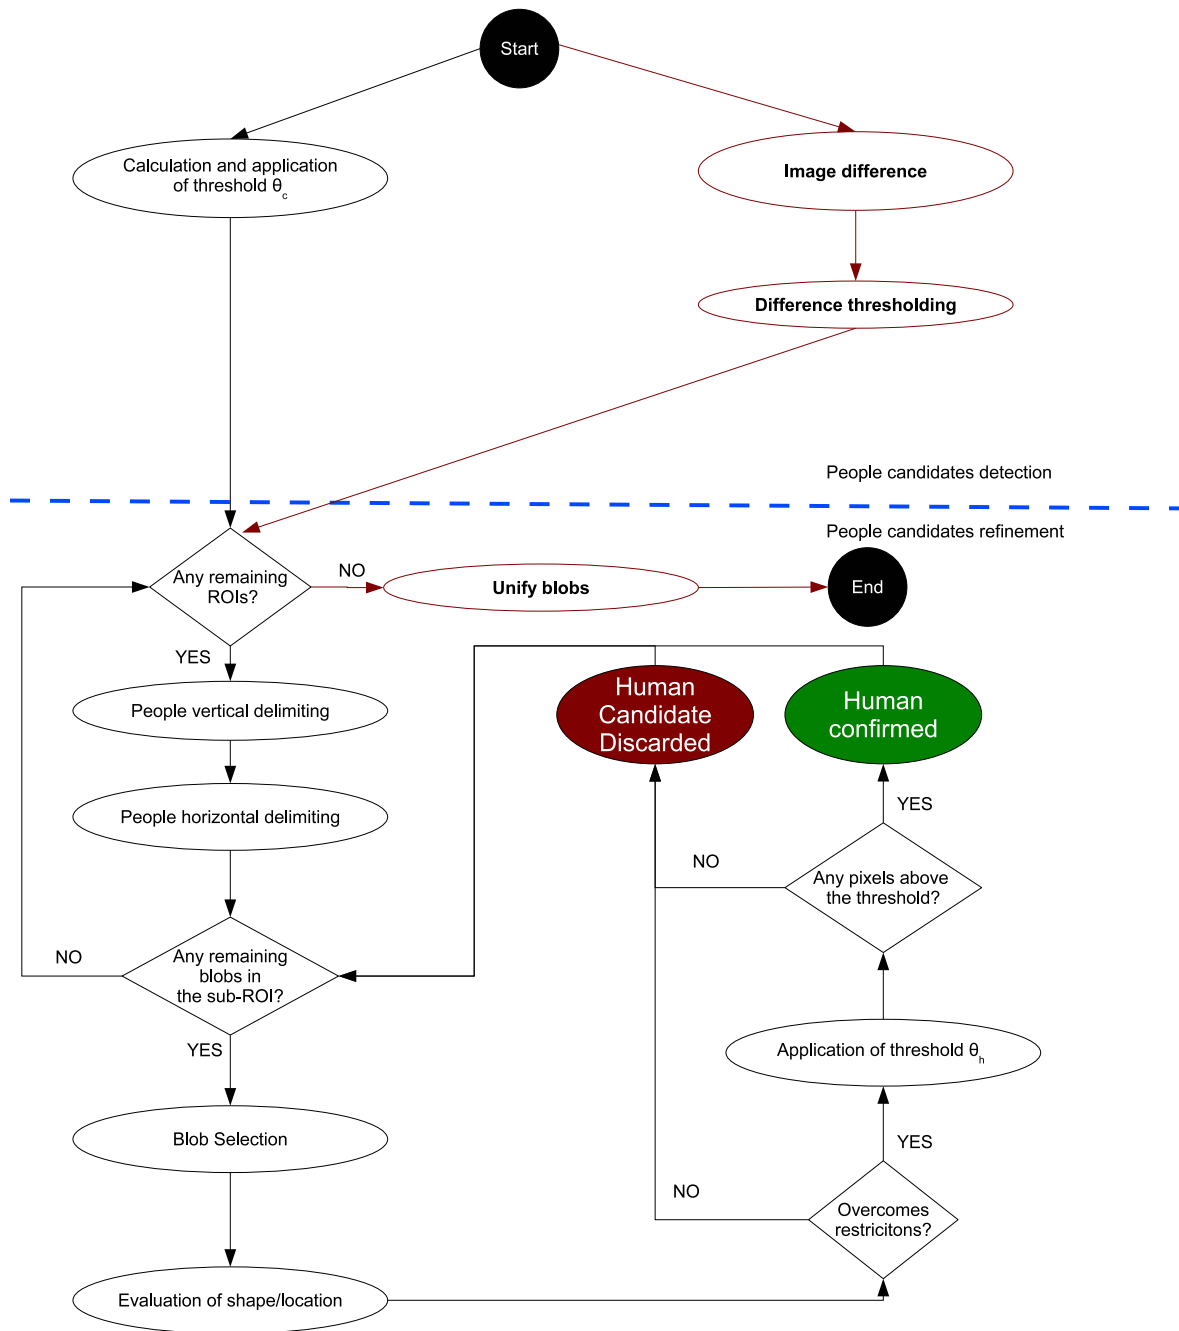 Start
Calculation and application
of threshold θc
Image difference
Difference thresholding
People candidates detection
People candidates refinement
Any remaining
ROIs?
NO
Unify blobs
End
YES
People vertical delimiting
Human
Candidate
Discarded
Human
confirmed
People horizontal delimiting
YES
NO
Any pixels above
the threshold?
NO
Any remaining
blobs in
the sub-ROI?
YES
Application of threshold θh
Blob Selection
YES
NO
Overcomes
restricitons?
Evaluation of shape/location